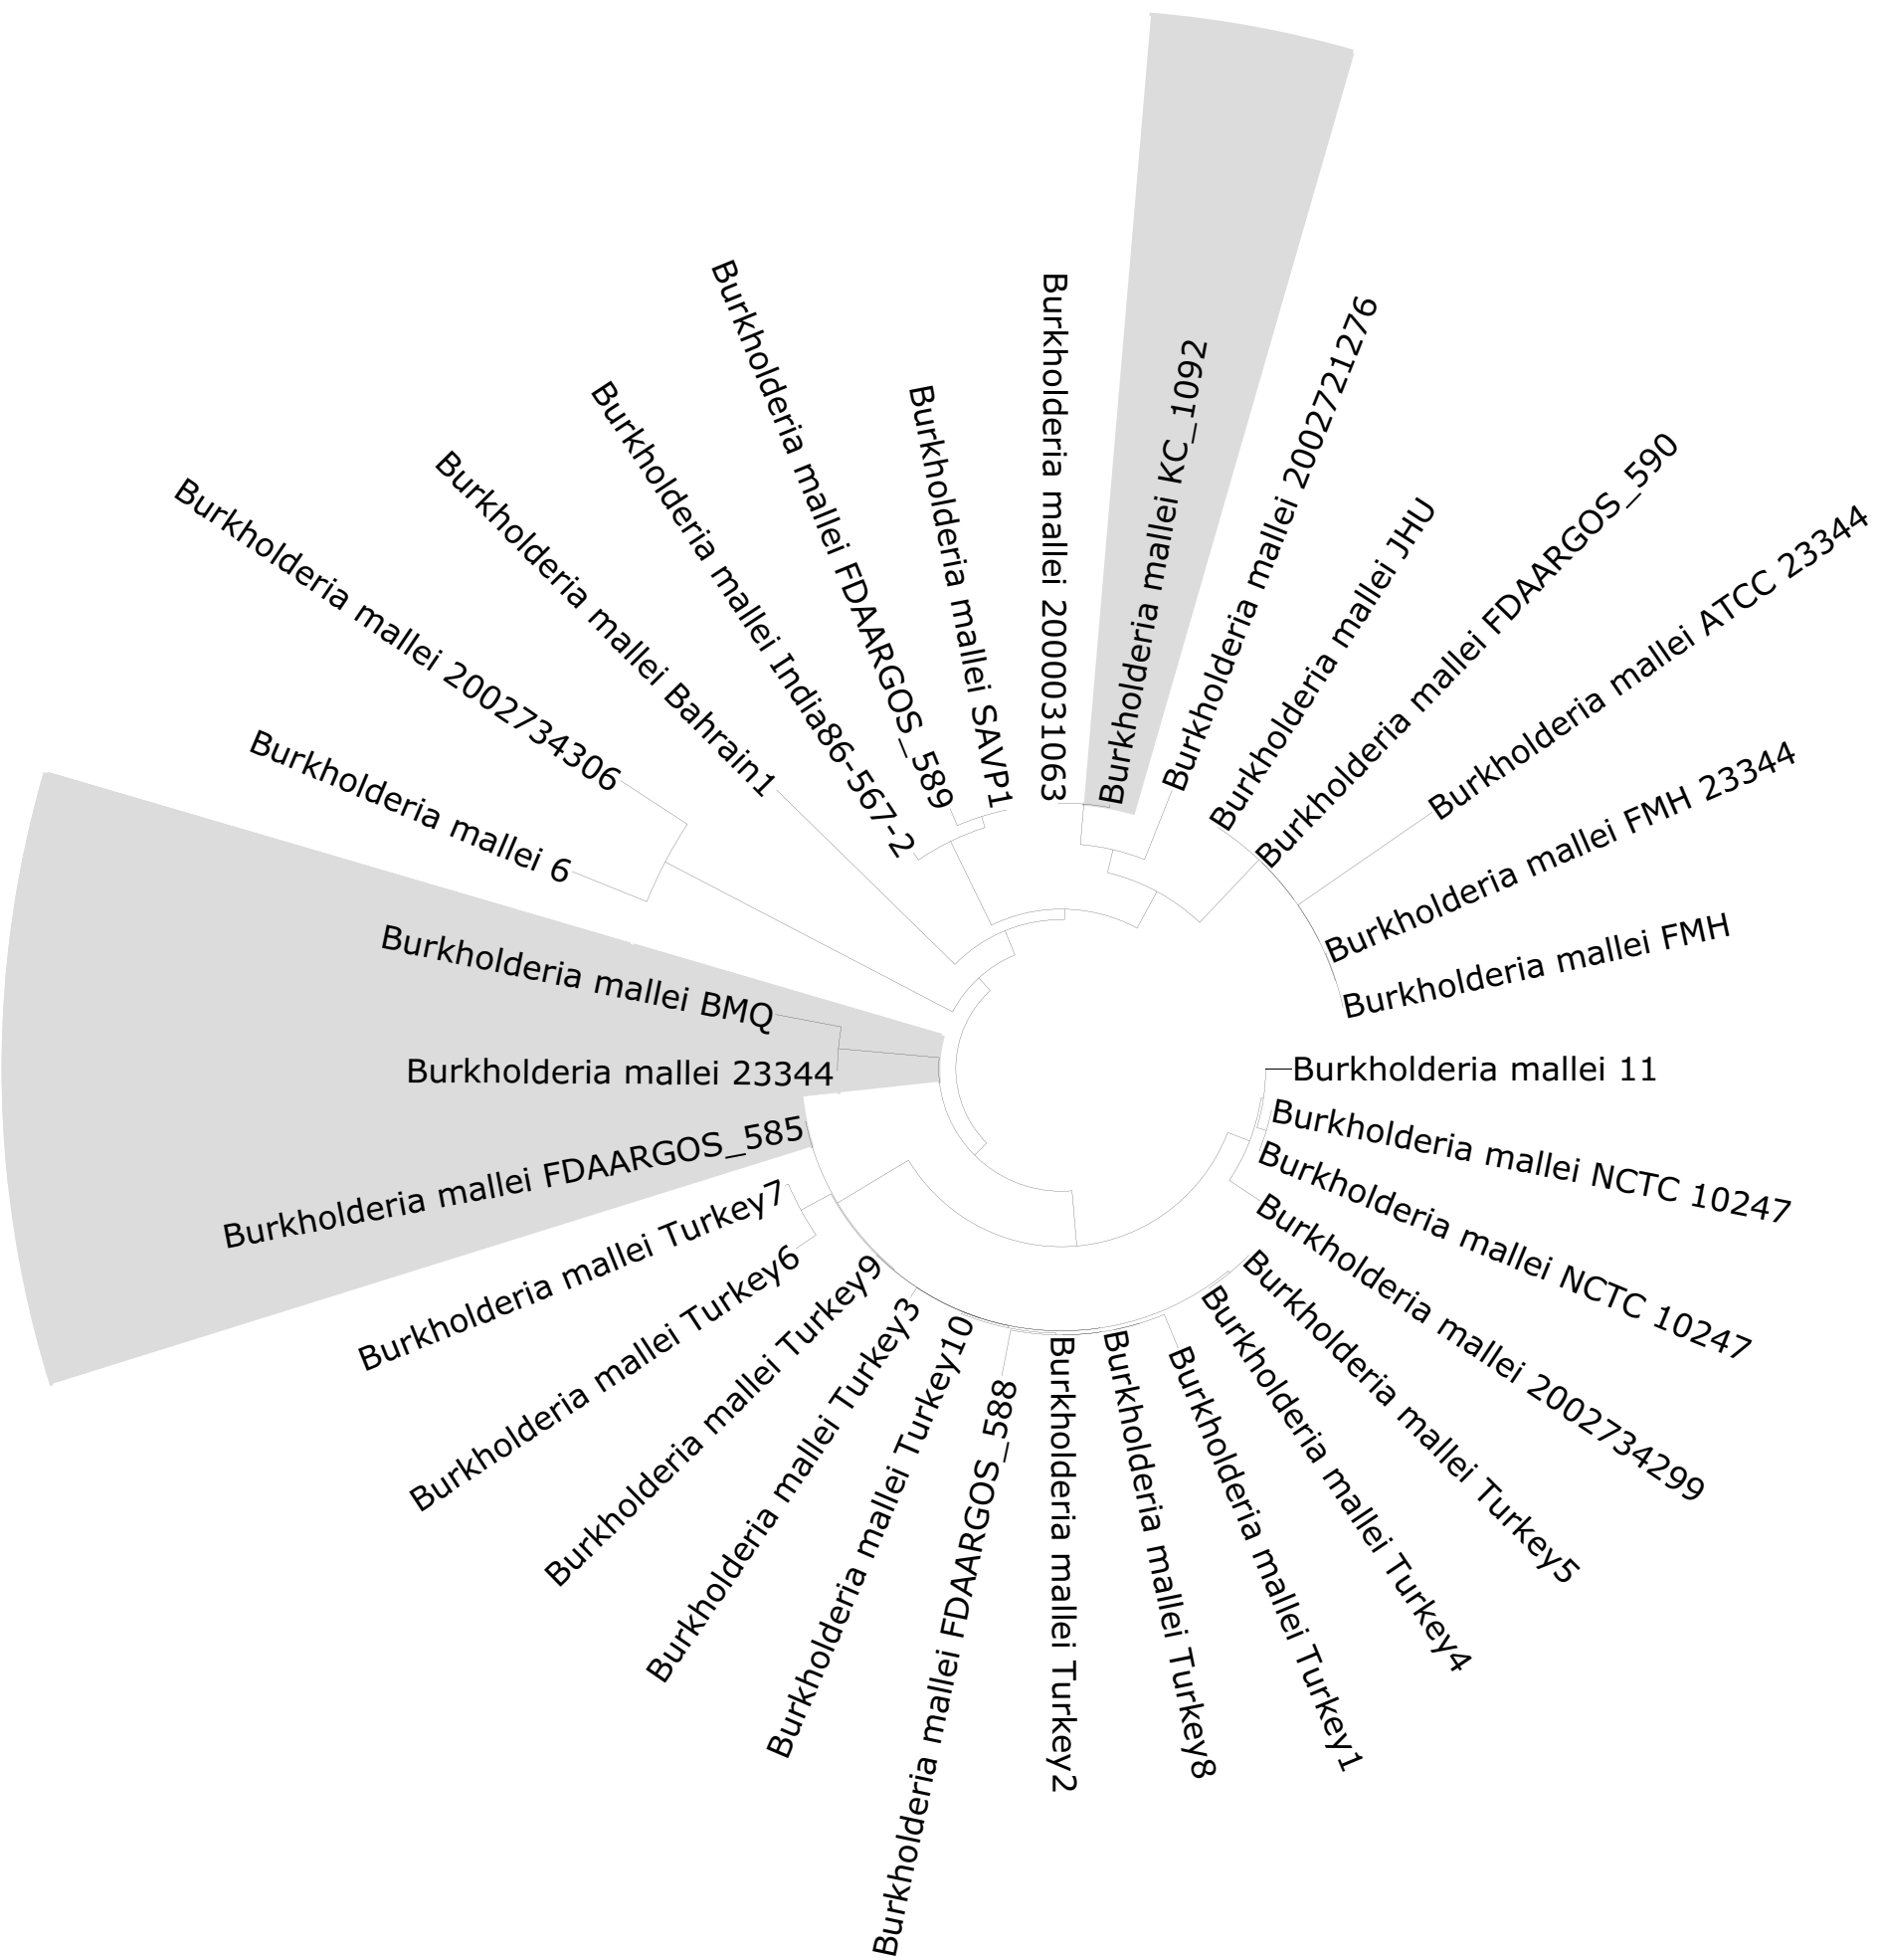 Burkholderia mallei KC_1092
Burkholderia mallei 2002721276
Burkholderia mallei JHU
Burkholderia mallei FDAARGOS_590
Burkholderia mallei ATCC 23344
Burkholderia mallei FMH 23344
Burkholderia mallei FMH
Burkholderia mallei 11
Burkholderia mallei NCTC 10247
Burkholderia mallei NCTC 10247
Burkholderia mallei 2002734299
Burkholderia mallei Turkey5
Burkholderia mallei Turkey4
Burkholderia mallei Turkey1
Burkholderia mallei Turkey8
Burkholderia mallei Turkey2
Burkholderia mallei FDAARGOS_588
Burkholderia mallei Turkey10
Burkholderia mallei Turkey3
Burkholderia mallei Turkey9
Burkholderia mallei Turkey6
Burkholderia mallei Turkey7
Burkholderia mallei FDAARGOS_585
Burkholderia mallei 23344
Burkholderia mallei BMQ
Burkholderia mallei 6
Burkholderia mallei 2002734306
Burkholderia mallei Bahrain1
Burkholderia mallei India86-567-2
Burkholderia mallei FDAARGOS_589
Burkholderia mallei SAVP1
Burkholderia mallei 2000031063